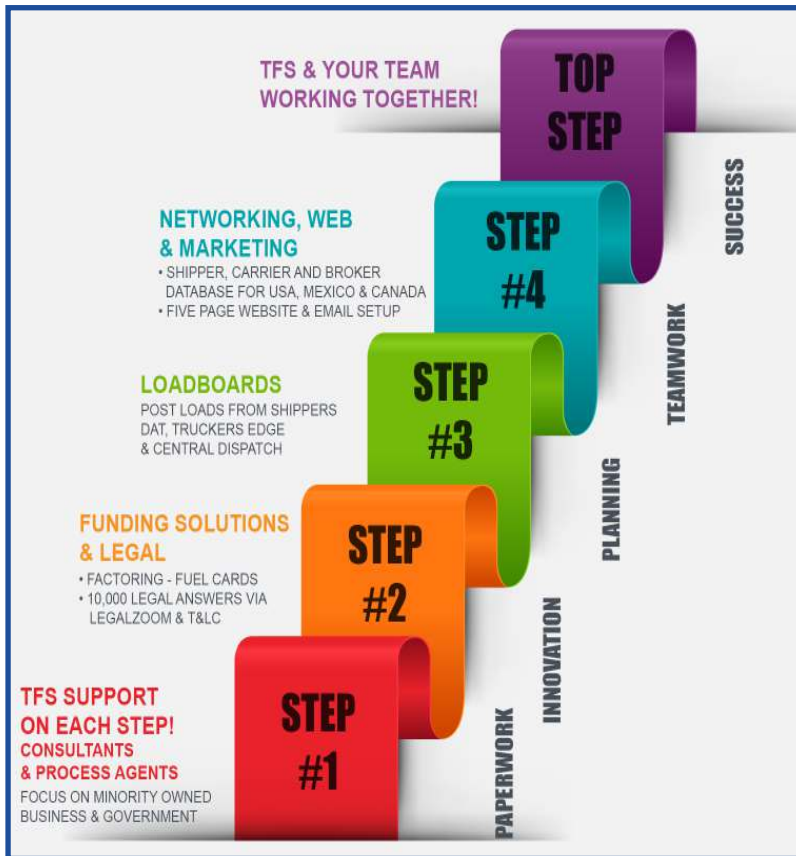 TFS & YOUR TEAM
WORKING TOGETHER!
TOP
STEP
SUCCESS
NETWORKING, WEB
& MARKETING
• SHIPPER, CARRIER AND BROKER
DATABASE FOR USA, MEXICO & CANADA
• FIVE PAGE WEBSITE & EMAIL SETUP
STEP
#4
TEAMWORK
LOADBOARDS
POST LOADS FROM SHIPPERS
DAT, TRUCKERS EDGE
& CENTRAL DISPATCH
STEP
#3
PLANNING
FUNDING SOLUTIONS
& LEGAL
• FACTORING - FUEL CARDS
• 10,000 LEGAL ANSWERS VIA
LEGALZOOM & T&LC
STEP
#2
INNOVATION
TFS SUPPORT
ON EACH STEP!
CONSULTANTS
& PROCESS AGENTS
FOCUS ON MINORITY OWNED
BUSINESS & GOVERNMENT
STEP
#1
PAPERWORK